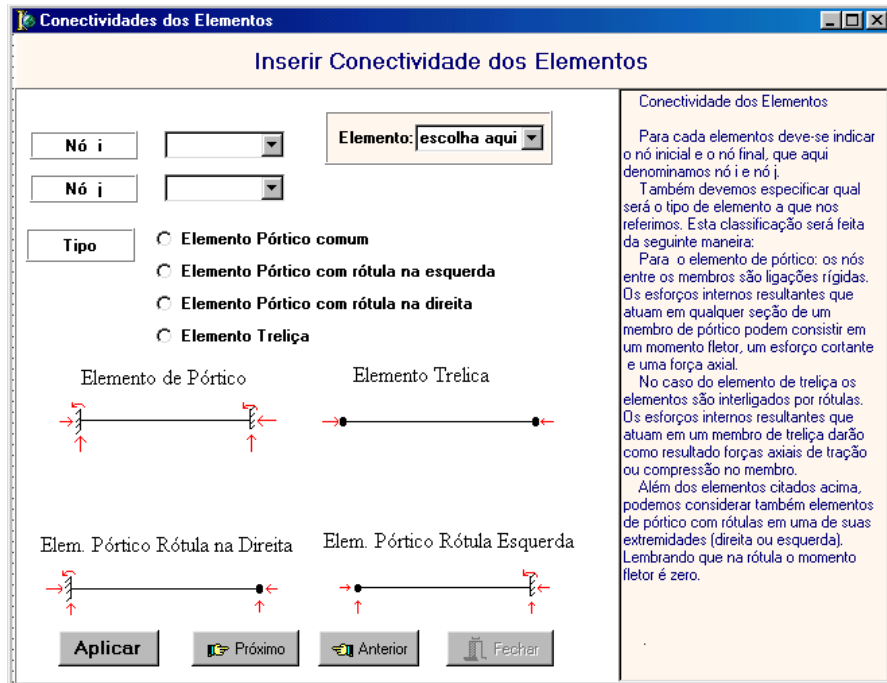 Conectividades dos Elementos
Inserir Conectividade dos Elementos
Nó i
Elemento: escolha aqui
Nó j
Tipo
Elemento Pórtico comum
Elemento Pórtico com rótula na esquerda
Elemento Pórtico com rótula na direita
Elemento Treliça
Elemento de Pórtico
Elemento Trelica
Elem. Pórtico Rótula na Direita
Elem. Pórtico Rótula Esquerda
Aplicar
Próximo
Anterior
Fechar
Conectividade dos Elementos
Para cada elementos deve-se indicar
o nó inicial e o nó final, que aqui
denominamos nó i e nó j.
Também devemos especificar qual
será o tipo de elemento a que nos
referimos. Esta classificação será feita
da seguinte maneira:
Para o elemento de pórtico: os nós
entre os membros são ligações rígidas.
Os esforços internos resultantes que
atuam em qualquer seção de um
membro de pórtico podem consistir em
um momento fletor, um esforço cortante
e uma força axial.
No caso do elemento de treliça os
elementos são interligados por rótulas.
Os esforços internos resultantes que
atuam em um membro de treliça darão
como resultado forças axiais de tração
ou compressão no membro.
Além dos elementos citados acima,
podemos considerar também elementos
de pórtico com rótulas em uma de suas
extremidades (direita ou esquerda).
Lembrando que na rótula o momento
fletor é zero.
.